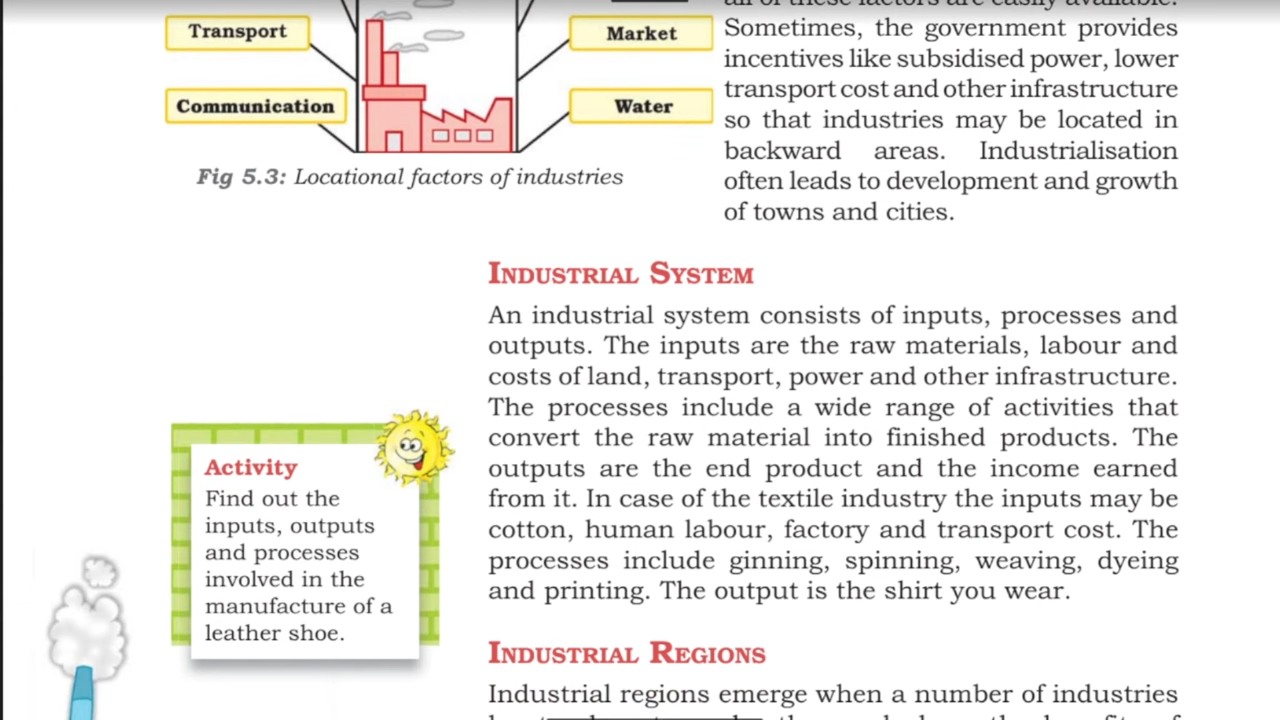 all of these factors are easily available.
Transport
Market
Communication
Water
Fig 5.3: Locational factors of industries
Sometimes, the government provides
incentives like subsidised power, lower
transport cost and other infrastructure
so that industries may be located in
backward areas. Industrialisation
often leads to development and growth
of towns and cities.
INDUSTRIAL SYSTEM
An industrial system consists of inputs, processes and
outputs. The inputs are the raw materials, labour and
costs of land, transport, power and other infrastructure.
The processes include a wide range of activities that
convert the raw material into finished products. The
outputs are the end product and the income earned
from it. In case of the textile industry the inputs may be
cotton, human labour, factory and transport cost. The
processes include ginning, spinning, weaving, dyeing
and printing. The output is the shirt you wear.
Activity
Find out the
inputs, outputs
and processes
involved in the
manufacture of a
leather shoe.
INDUSTRIAL REGIONS
Industrial regions emerge when a number of industries